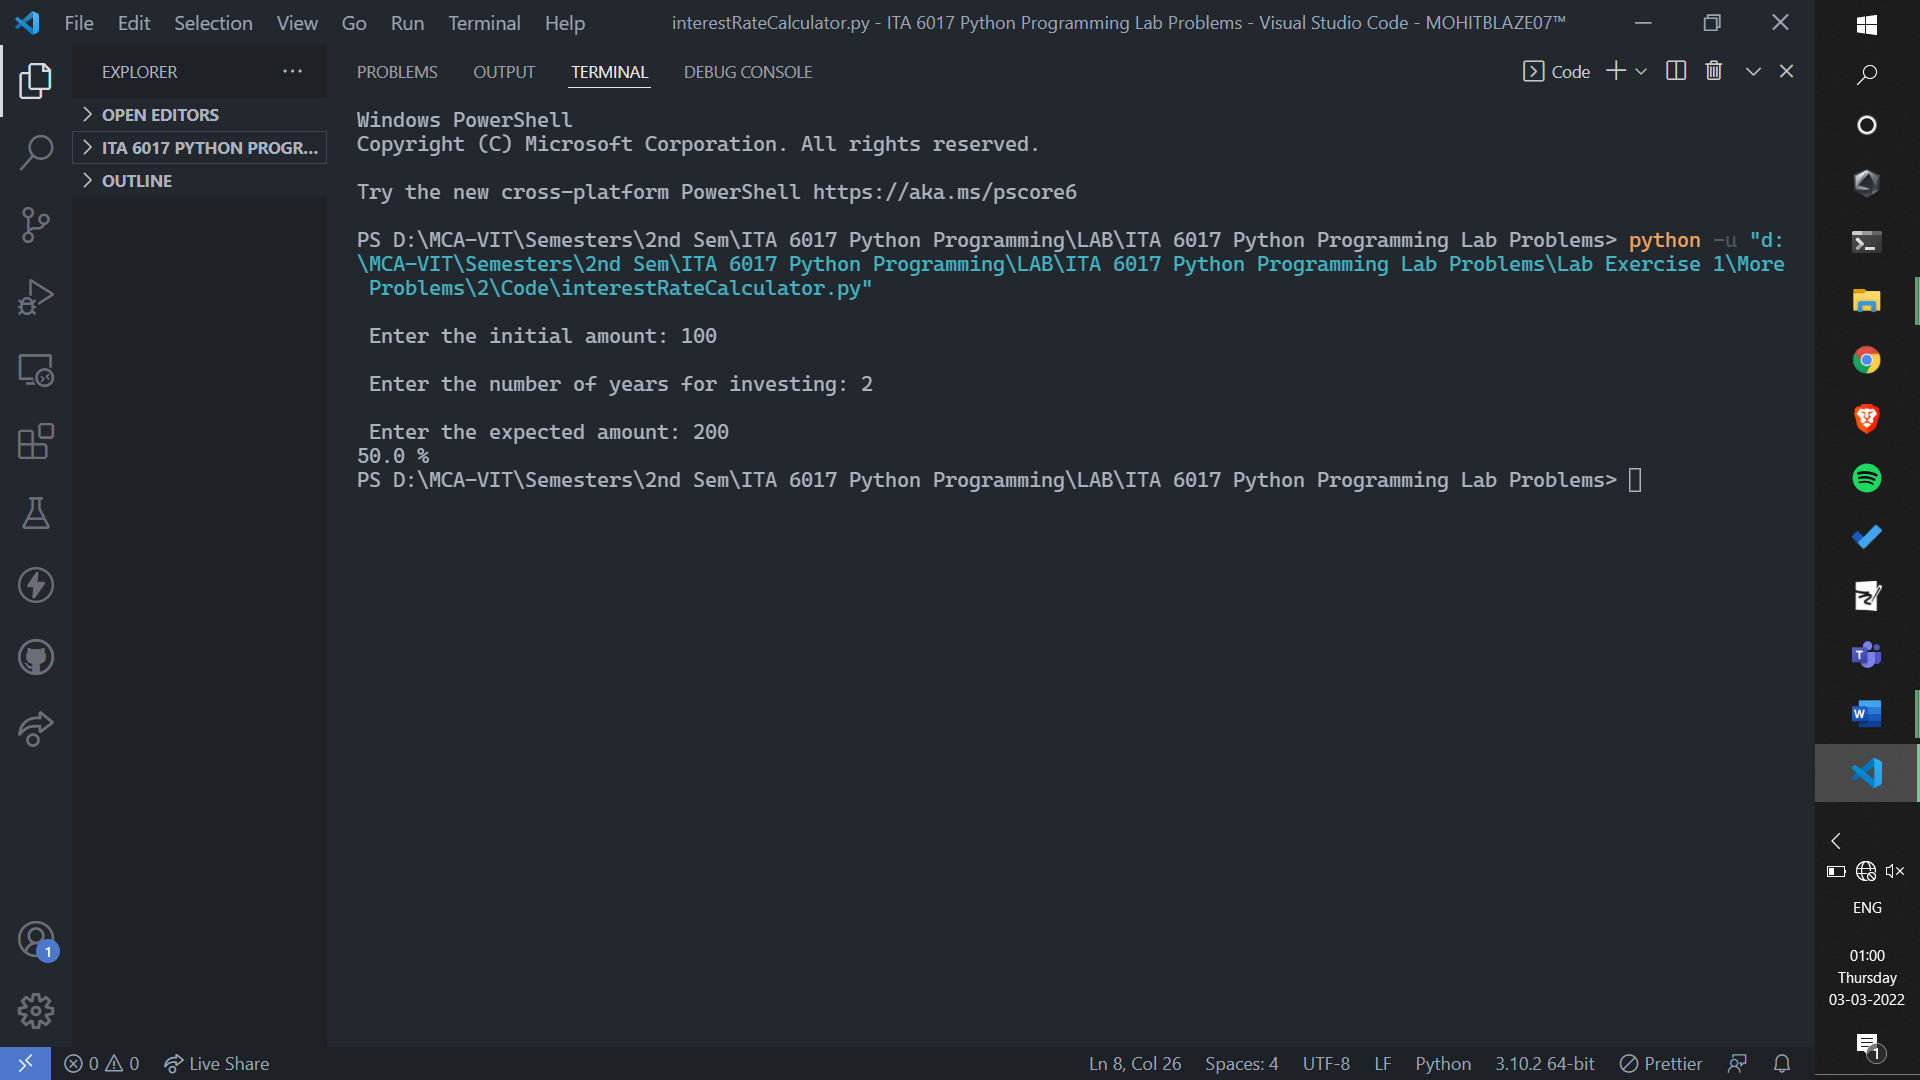 File Edit Selection View Go Run Terminal Help
interestRateCalculator.py - ITA 6017 Python Programming Lab Problems - Visual Studio Code - MOHITBLAZE07™
EXPLORER
OPEN EDITORS
ITA 6017 PYTHON PROGR...
OUTLINE
PROBLEMS OUTPUT TERMINAL DEBUG CONSOLE
Code
Windows PowerShell
Copyright (C) Microsoft Corporation. All rights reserved.
Try the new cross-platform PowerShell https://aka.ms/pscore6
PS D:\MCA-VIT\Semesters\2nd Sem\ITA 6017 Python Programming\LAB\ITA 6017 Python Programming Lab Problems> python -u "d:
\MCA-VIT\Semesters\2nd Sem\ITA 6017 Python Programming\LAB\ITA 6017 Python Programming Lab Problems\Lab Exercise 1\More
Problems\2\Code\interestRateCalculator.py"
Enter the initial amount: 100
Enter the number of years for investing: 2
Enter the expected amount: 200
50.0 %
PS D:\MCA-VIT\Semesters\2nd Sem\ITA 6017 Python Programming\LAB\ITA 6017 Python Programming Lab Problems>
1
0 0 Live Share
Ln 8, Col 26 Spaces: 4 UTF-8 LF Python 3.10.2 64-bit Prettier
T
W
ENG
01:00
Thursday
03-03-2022
1